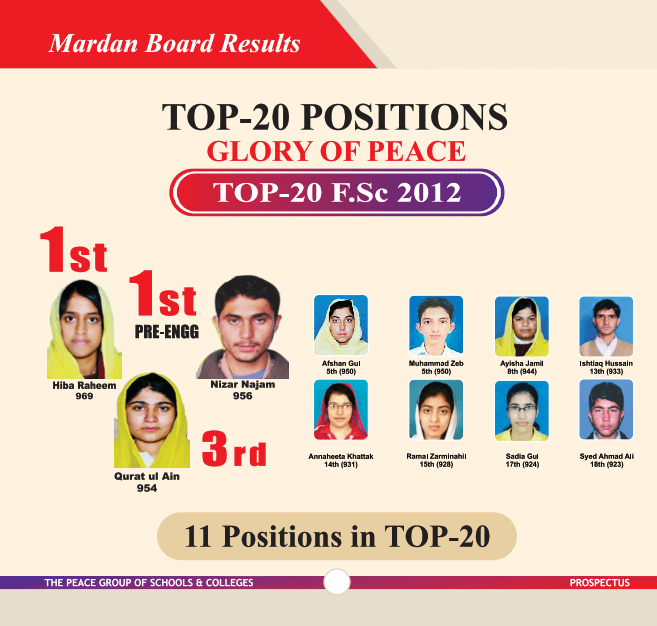 Mardan Board Results
TOP-20 POSITIONS
GLORY OF PEACE
TOP-20 F.Sc 2012
1st
1st
PRE-ENGG
Hiba Raheem
969
Nizar Najam
956
Qurat ul Ain
954
3rd
Afshan Gul
5th (950)
Muhammad Zeb
5th (950)
Ayisha Jamil
8th (944)
Ishtiaq Hussain
13th (933)
Annaheeta Khattak
14th (931)
Ramal Zarminahil
15th (928)
Sadia Gul
17th (924)
Syed Ahmad Ali
18th (923)
11 Positions in TOP-20
THE PEACE GROUP OF SCHOOLS & COLLEGES
PROSPECTUS